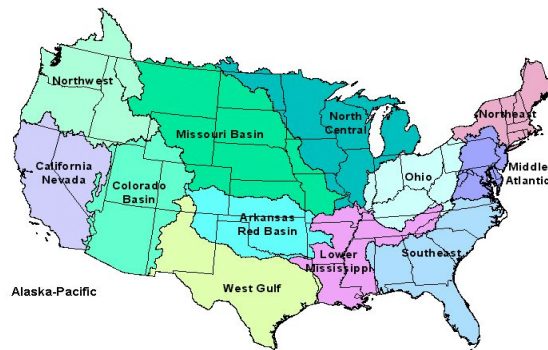 Northwest
Missouri Basin
North
Central
Northeast
California
Nevada
Colorado
Basin
Ohio
Middle
Atlantic
Arkansas
Red Basin
Lower
Mississippi
Southeast
West Gulf
Alaska-Pacific